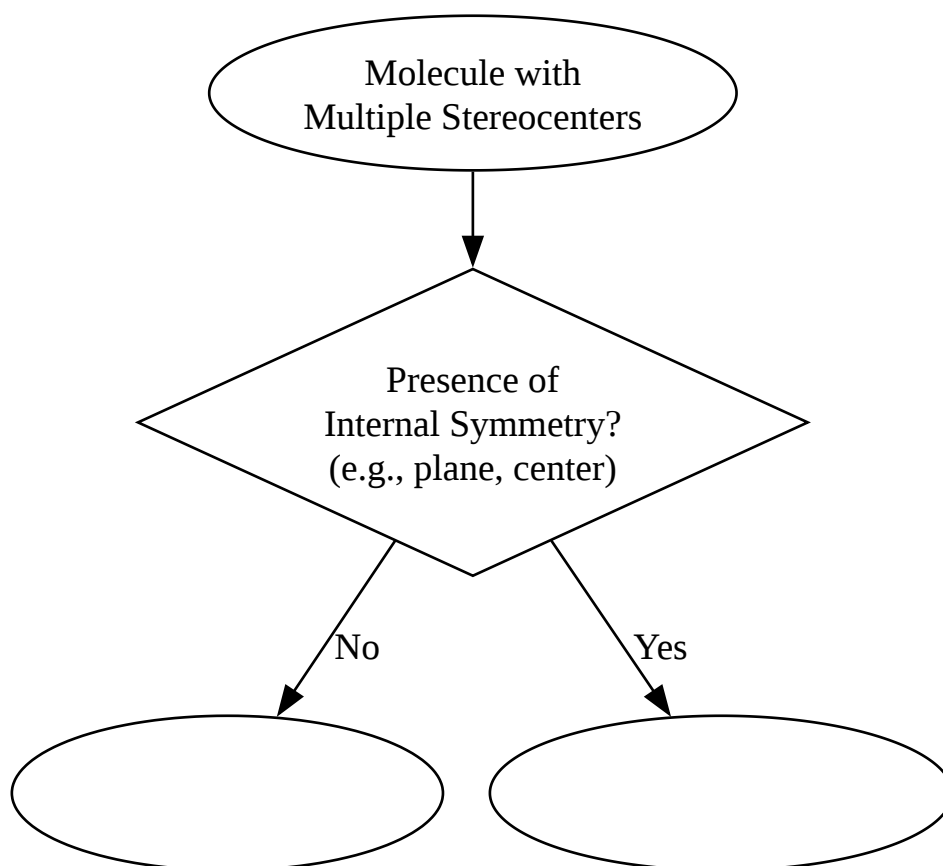 Molecule with
Multiple Stereocenters
Presence of
Internal Symmetry?
(e.g., plane, center)
No
Yes